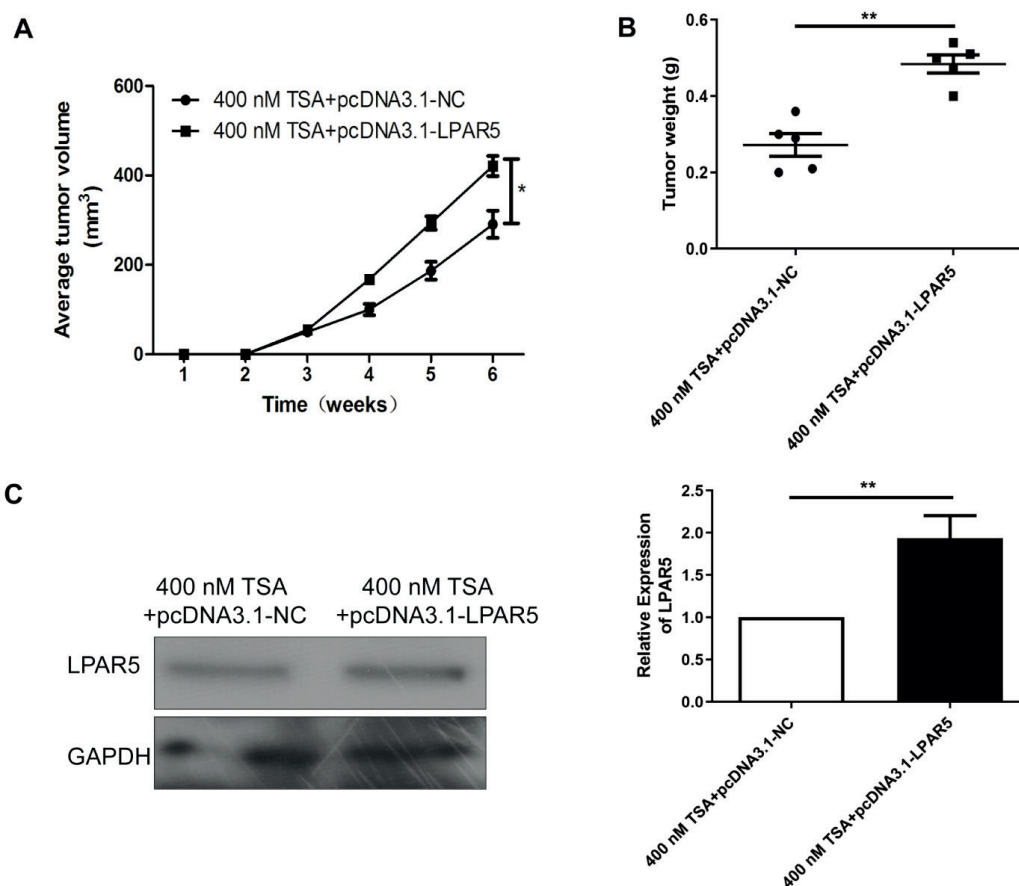 A
600
400
200
0
Average tumor volume
(mm³)
400 nM TSA+pcDNA3.1-NC
400 nM TSA+pcDNA3.1-LPAR5
*
1 2 3 4 5 6
Time（weeks）
B
**
0.6
0.4
0.2
0.0
Tumor weight (g)
400 nM TSA+pcDNA3.1-NC
400 nM TSA+pcDNA3.1-LPAR5
C
400 nM TSA
+pcDNA3.1-NC
400 nM TSA
+pcDNA3.1-LPAR5
LPAR5
GAPDH
**
2.5
2.0
1.5
1.0
0.5
0.0
Relative Expression
of LPAR5
400 nM TSA+pcDNA3.1-NC
400 nM TSA+pcDNA3.1-LPAR5